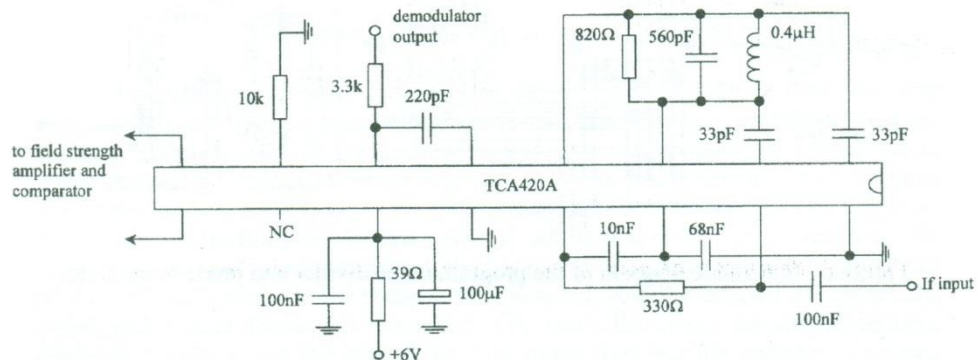 demodulator
output
820Ω
560pF
0.4μH
10k
3.3k
220pF
33pF
33pF
to field strength
amplifier and
comparator
TCA420A
NC
10nF
68nF
100nF
39Ω
100μF
330Ω
100nF
If input
+6V